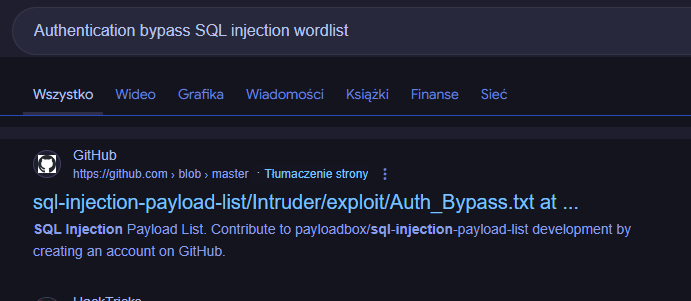 Authentication bypass SQL injection wordlist
Wszystko Wideo Grafika Wiadomości Książki Finanse Sieć
GitHub
https://github.com › blob › master · Tłumaczenie strony
sql-injection-payload-list/Intruder/exploit/Auth_Bypass.txt at ...
SQL Injection Payload List. Contribute to payloadbox/sql-injection-payload-list development by
creating an account on GitHub.
HackTricks